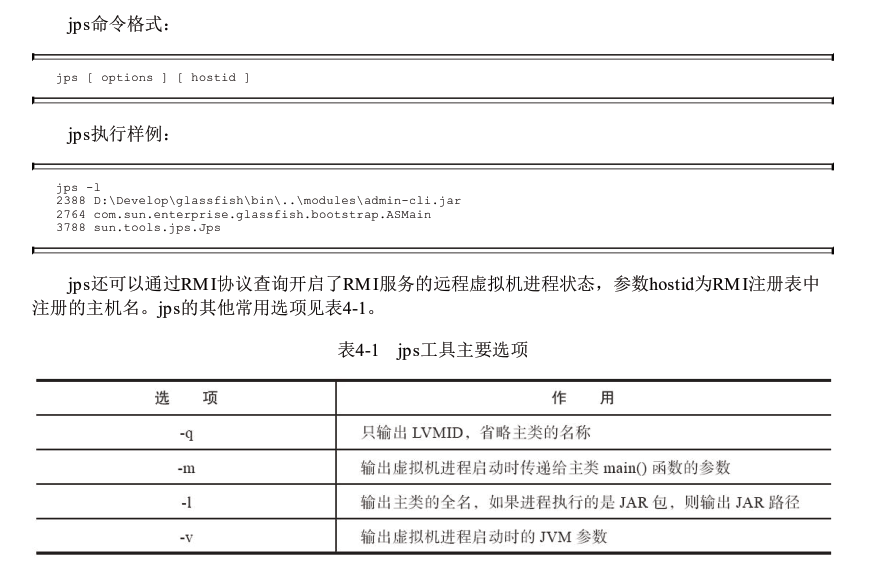 jps命令格式：
jps [ options ] [ hostid ]
jps执行样例：
jps -l
2388 D:\Develop\glassfish\bin\..\modules\admin-cli.jar
2764 com.sun.enterprise.glassfish.bootstrap.ASMain
3788 sun.tools.jps.Jps
jps还可以通过RMI协议查询开启了RMI服务的远程虚拟机进程状态，参数hostid为RMI注册表中
注册的主机名。jps的其他常用选项见表4-1。
表4-1 jps工具主要选项
选 项 作 用
-q 只输出 LVMID，省略主类的名称
-m 输出虚拟机进程启动时传递给主类 main() 函数的参数
-l 输出主类的全名，如果进程执行的是 JAR 包，则输出 JAR 路径
-v 输出虚拟机进程启动时的 JVM 参数